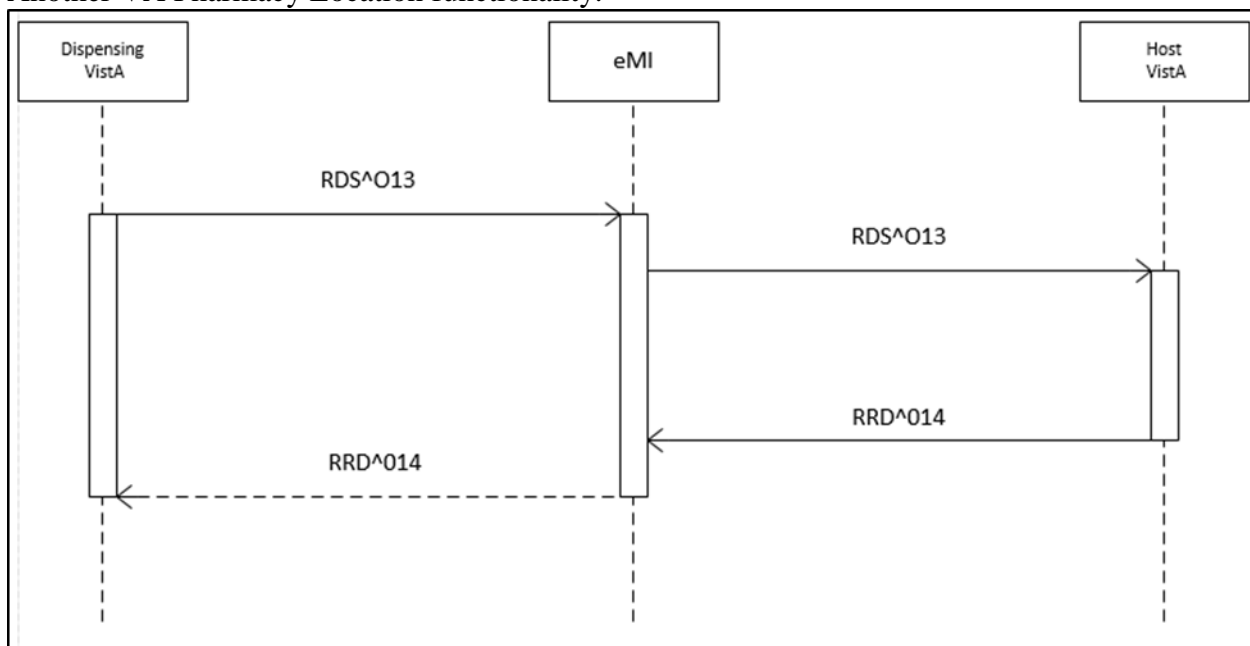 Another VA Pharmacy Location functionality.
Dispensing
VistA
eMI
Host
VistA
RDS^O13
RDS^O13
RRD^014
RRD^014